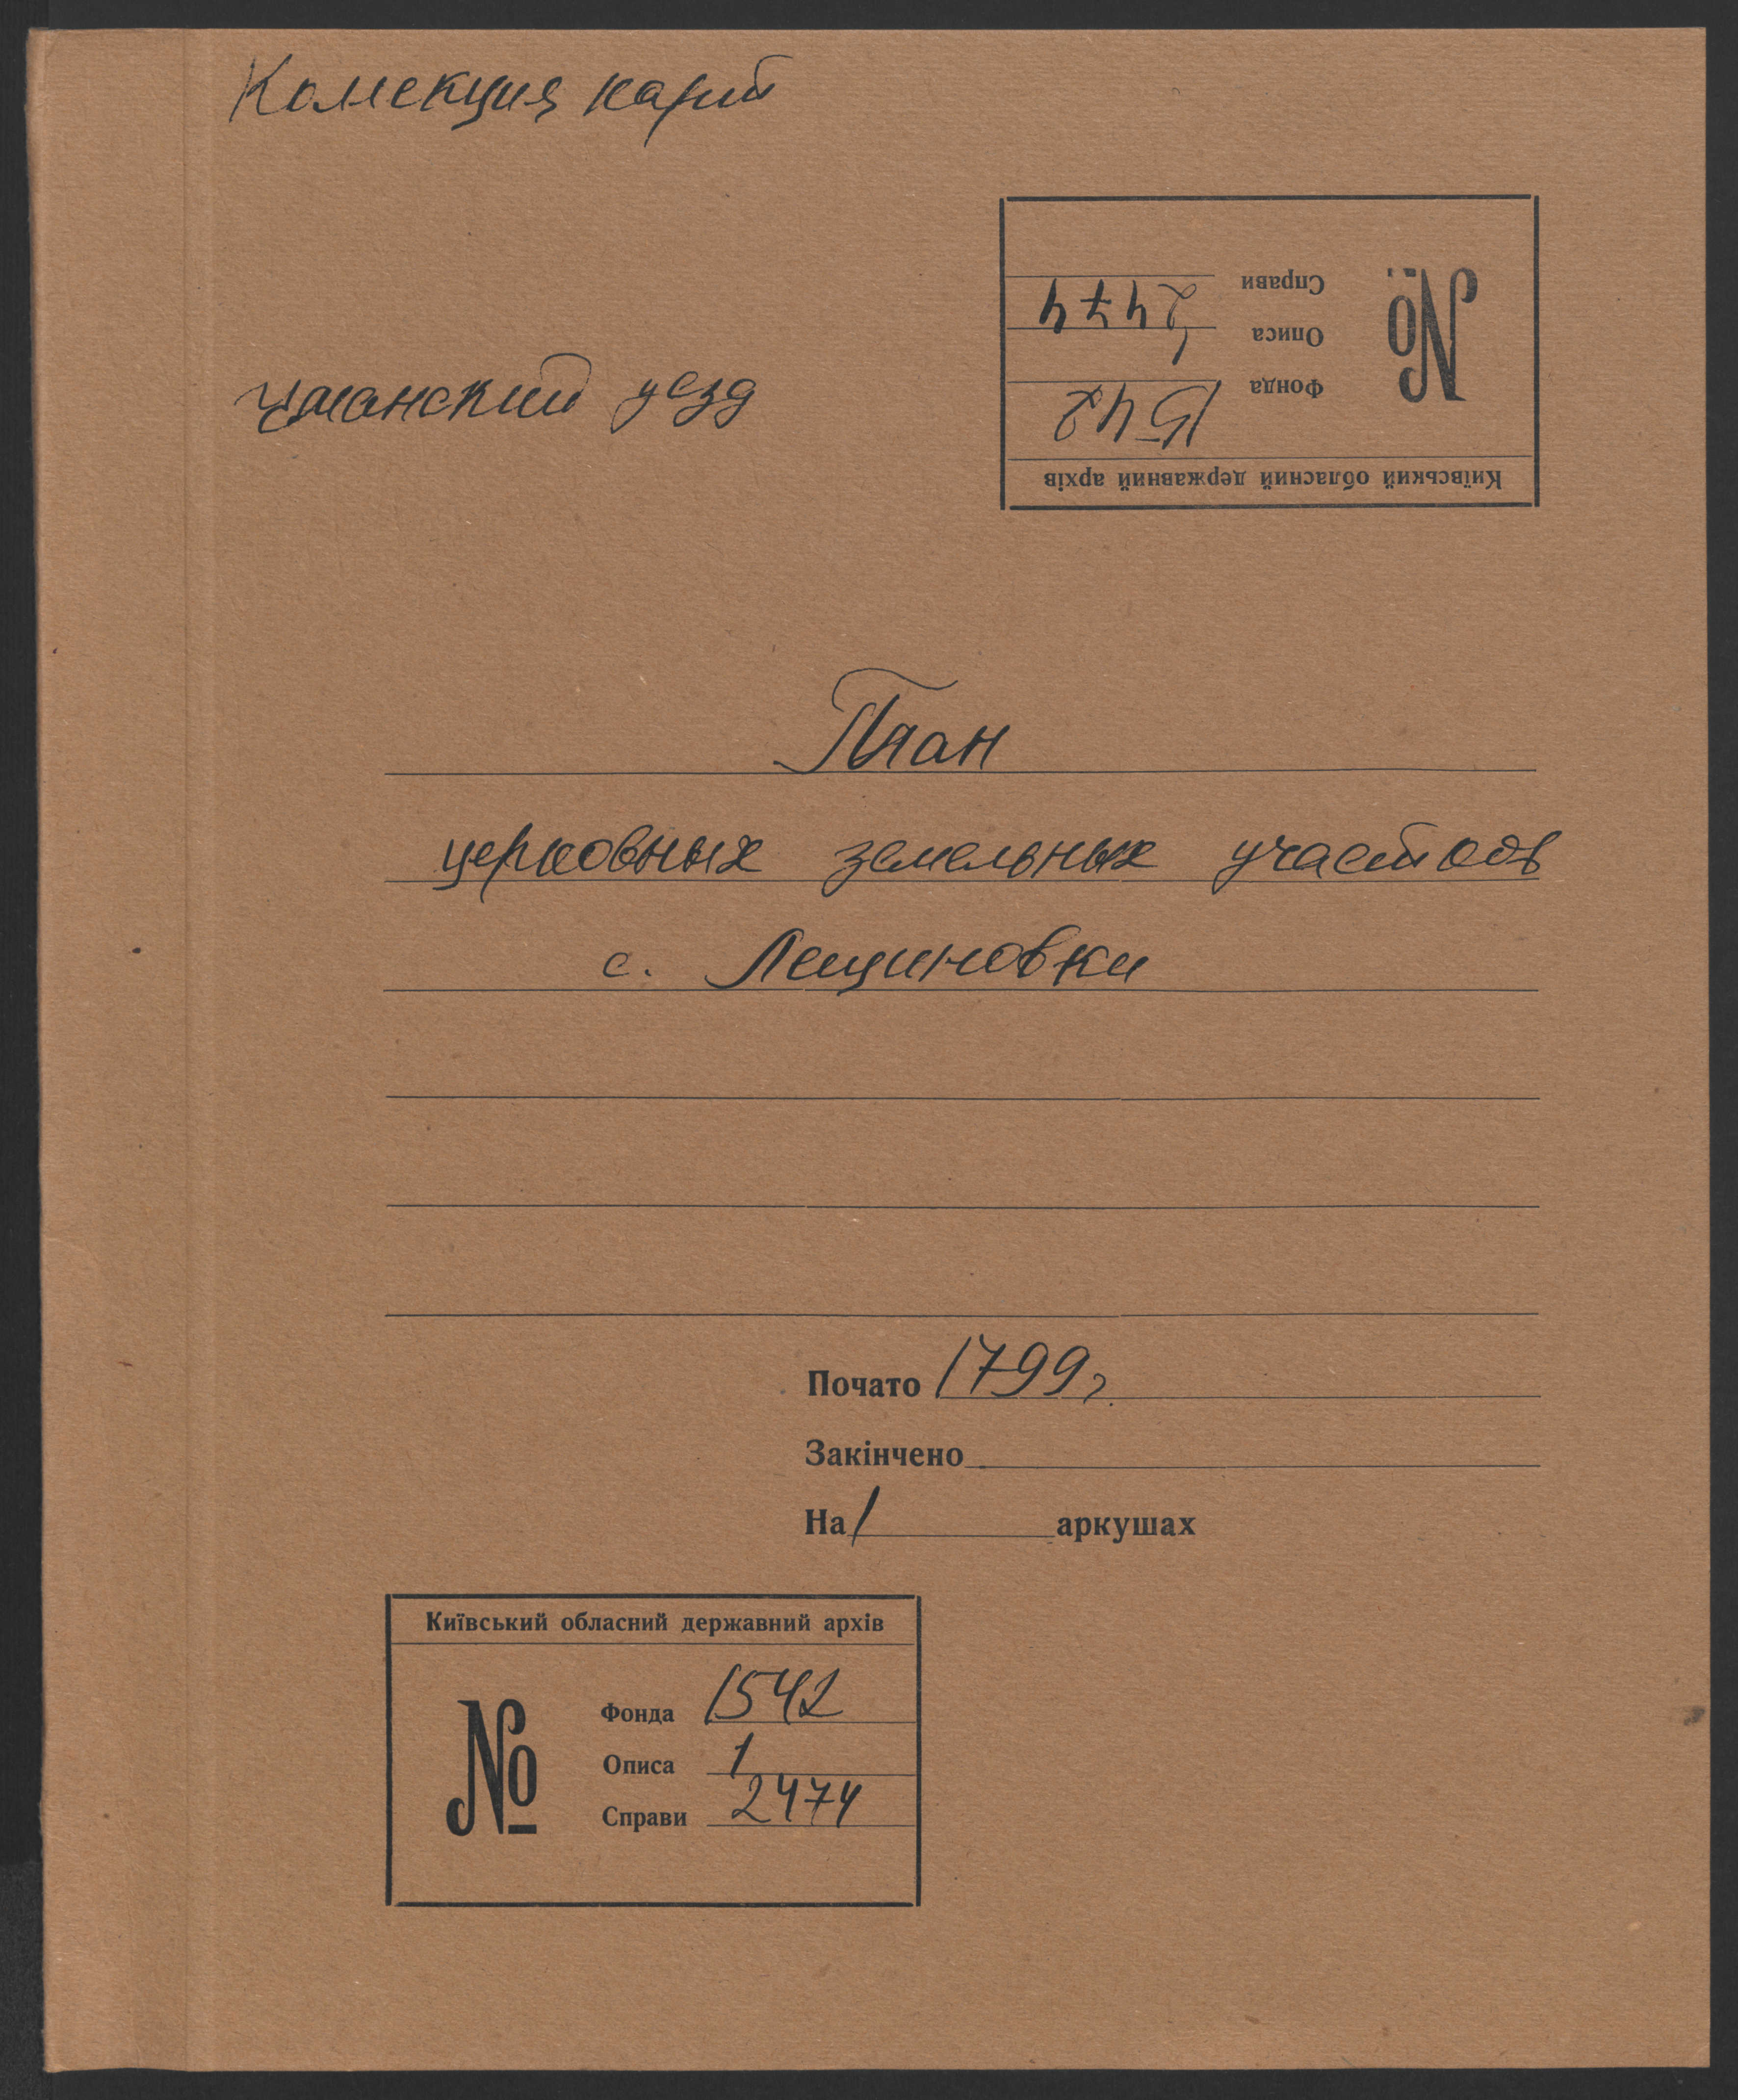 Коллекция карт
Уманский уезд
Київський обласний державний архів
№
Фонда 1542
Описа 1
Справи 2474
План
церковных земельных участков
с. Лещиновки
Почато 1799 г.
Закінчено
На 1 аркушах
Київський обласний державний архів
№
Фонда 1542
Описа 1
Справи 2474